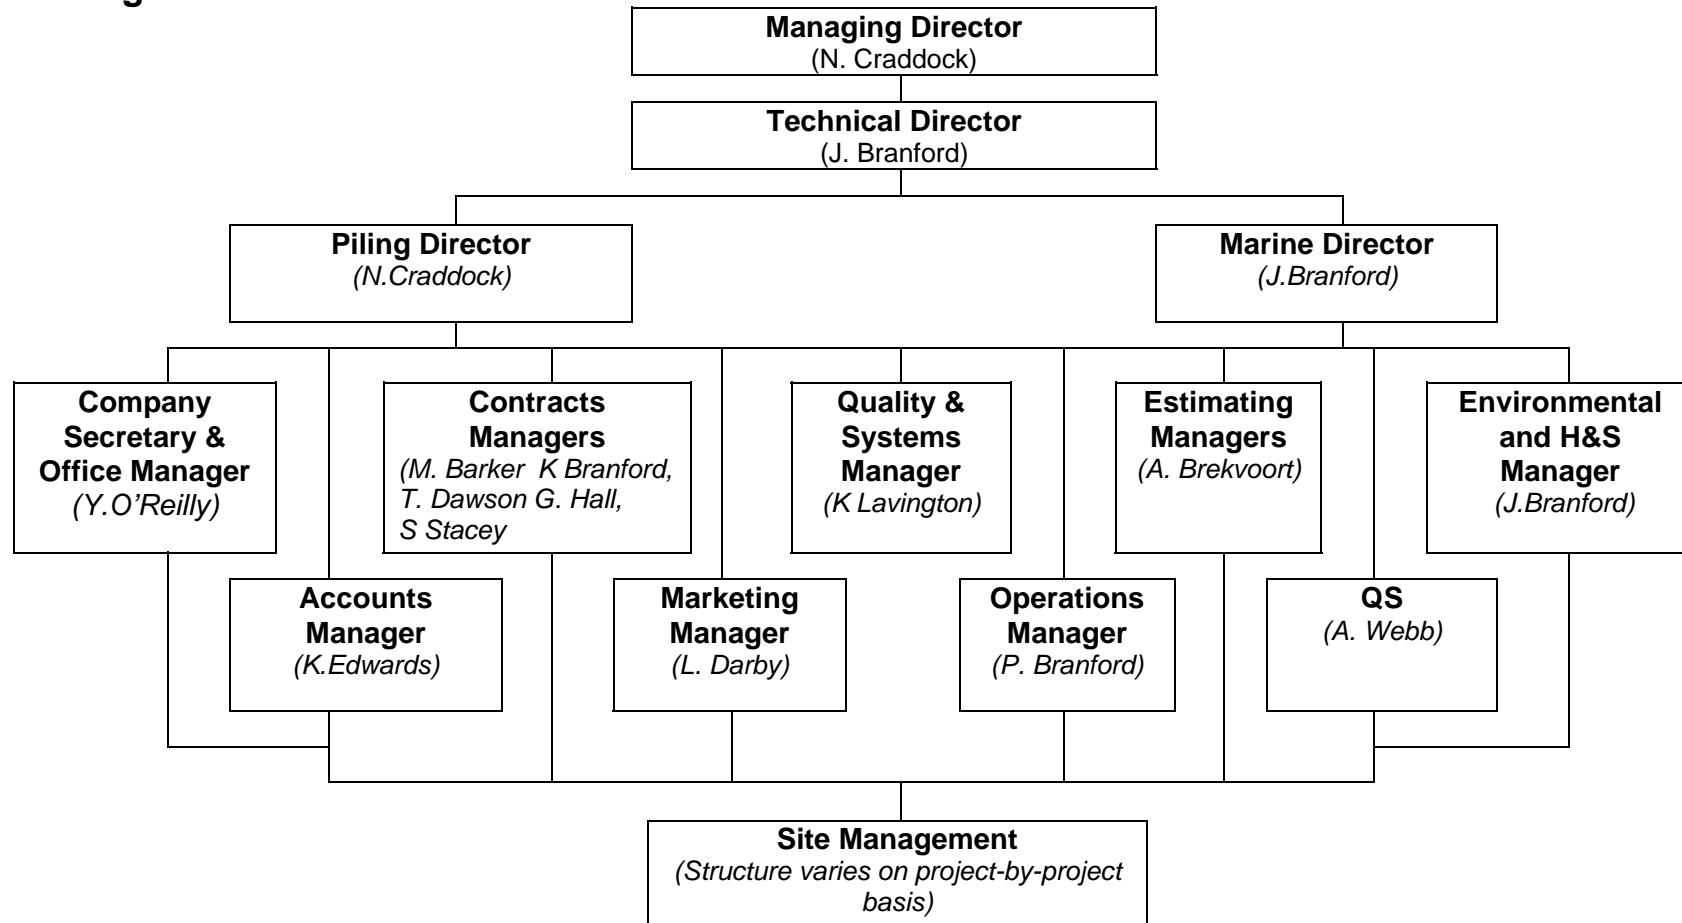 Managing Director
(N. Craddock)
Technical Director
(J. Branford)
Piling Director
(N.Craddock)
Marine Director
(J.Branford)
Company
Secretary &
Office Manager
(Y.O'Reilly)
Contracts
Managers
(M. Barker  K Branford,
T. Dawson G. Hall,
S Stacey
Quality &
Systems
Manager
(K Lavington)
Estimating
Managers
(A. Brekvoort)
Environmental
and H&S
Manager
(J.Branford)
Accounts
Manager
(K.Edwards)
Marketing
Manager
(L. Darby)
Operations
Manager
(P. Branford)
QS
(A. Webb)
Site Management
(Structure varies on project-by-project
basis)